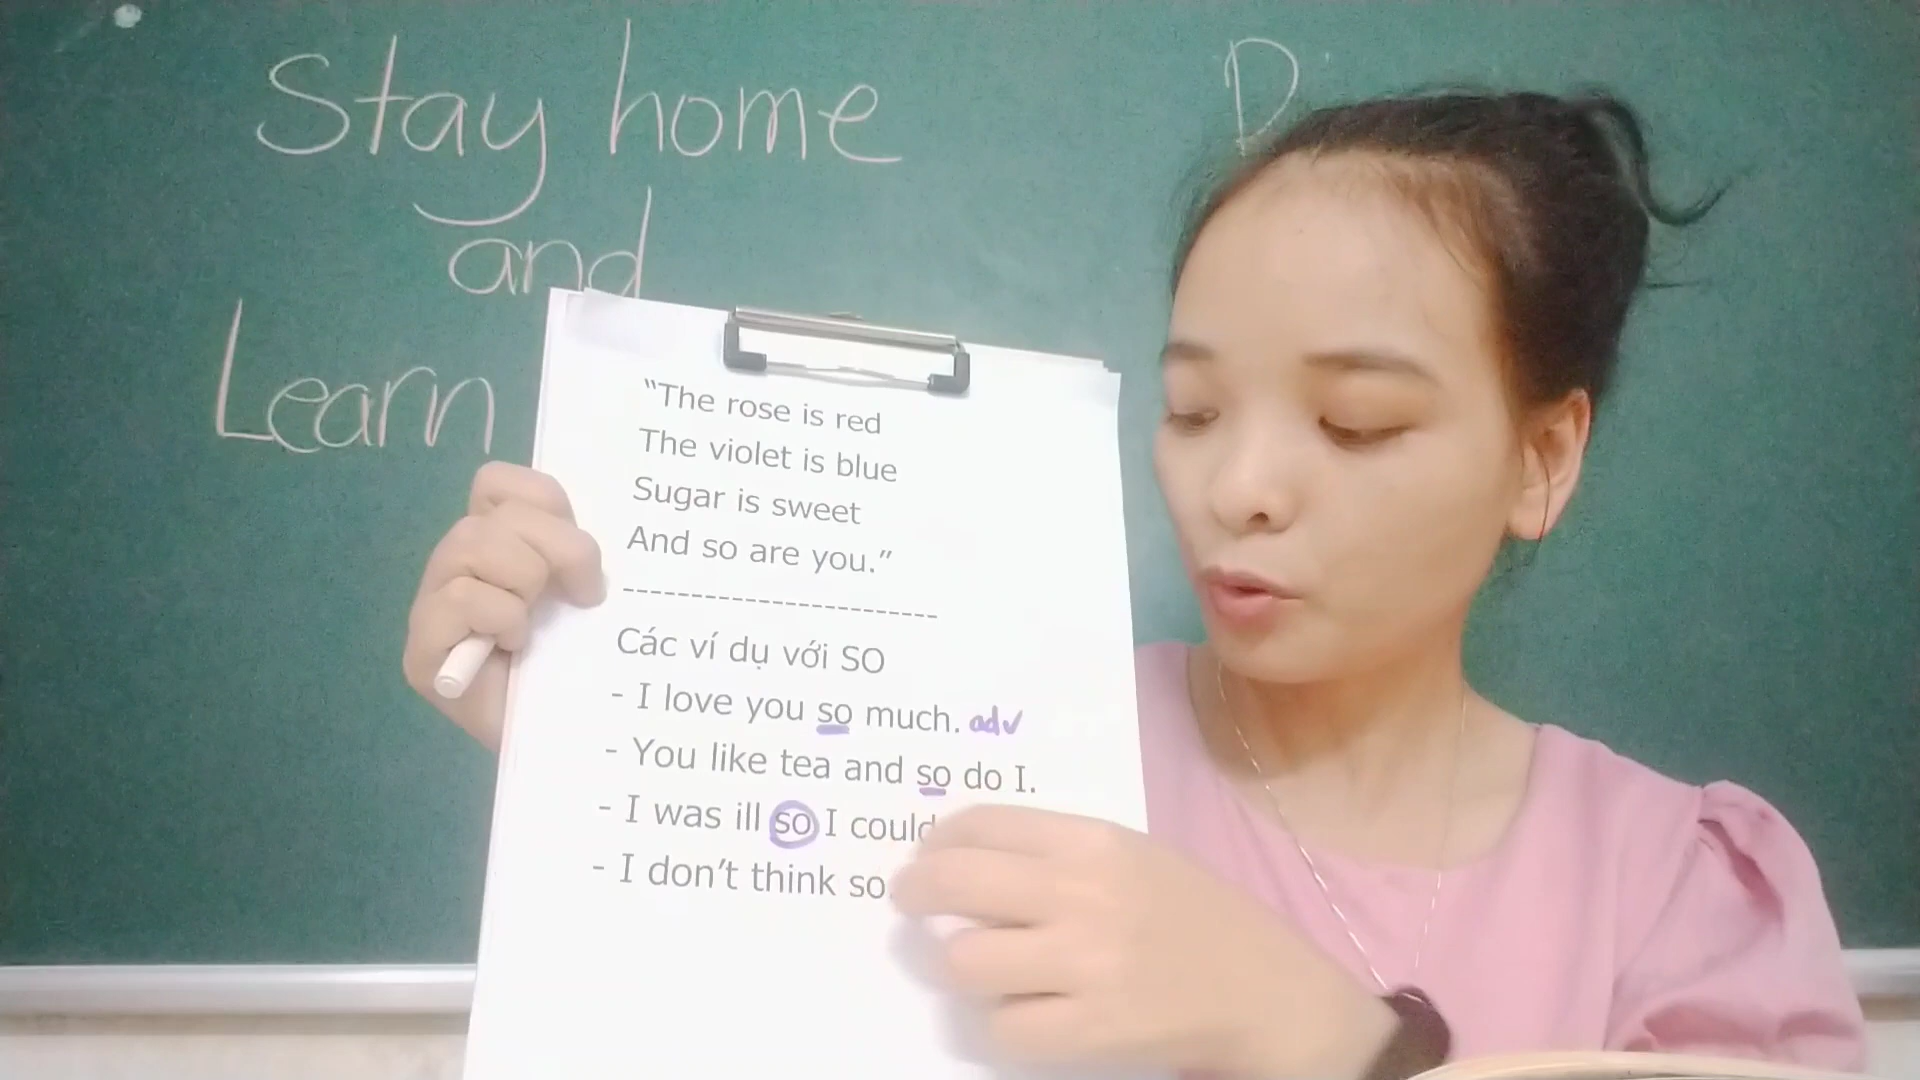 Stay home
and
Learn
"The rose is red
The violet is blue
Sugar is sweet
And so are you."
------------------------
Các ví dụ với SO
- I love you so much. adv
- You like tea and so do I.
- I was ill so I could
- I don't think so.